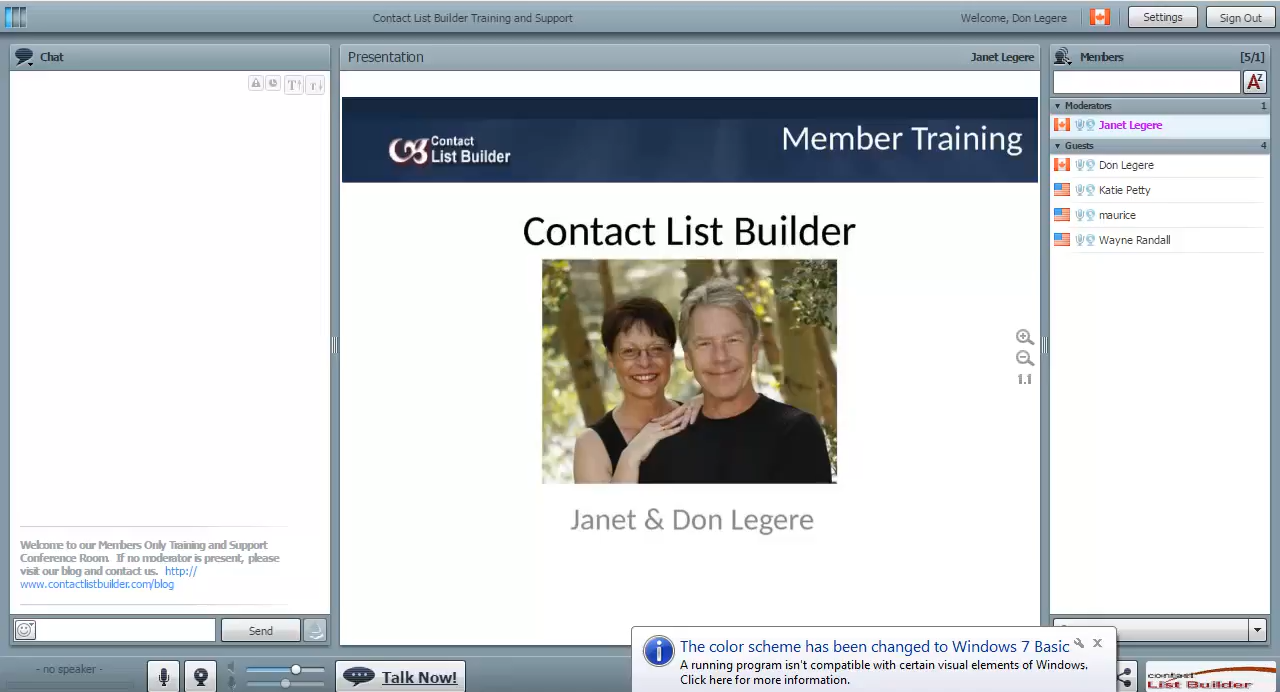 Contact List Builder Training and Support
Welcome, Don Legere
Settings
Sign Out
Chat
Welcome to our Members Only Training and Support
Conference Room. If no moderator is present, please
visit our blog and contact us. http://
www.contactlistbuilder.com/blog
Send
Presentation
Janet Legere
Contact
List Builder
Member Training
Contact List Builder
Janet & Don Legere
1.1
Members
[5/1]
Moderators
1
Janet Legere
Guests
4
Don Legere
Katie Petty
maurice
Wayne Randall
- no speaker -
Talk Now!
The color scheme has been changed to Windows 7 Basic
A running program isn't compatible with certain visual elements of Windows.
Click here for more information.
contact
List Builder